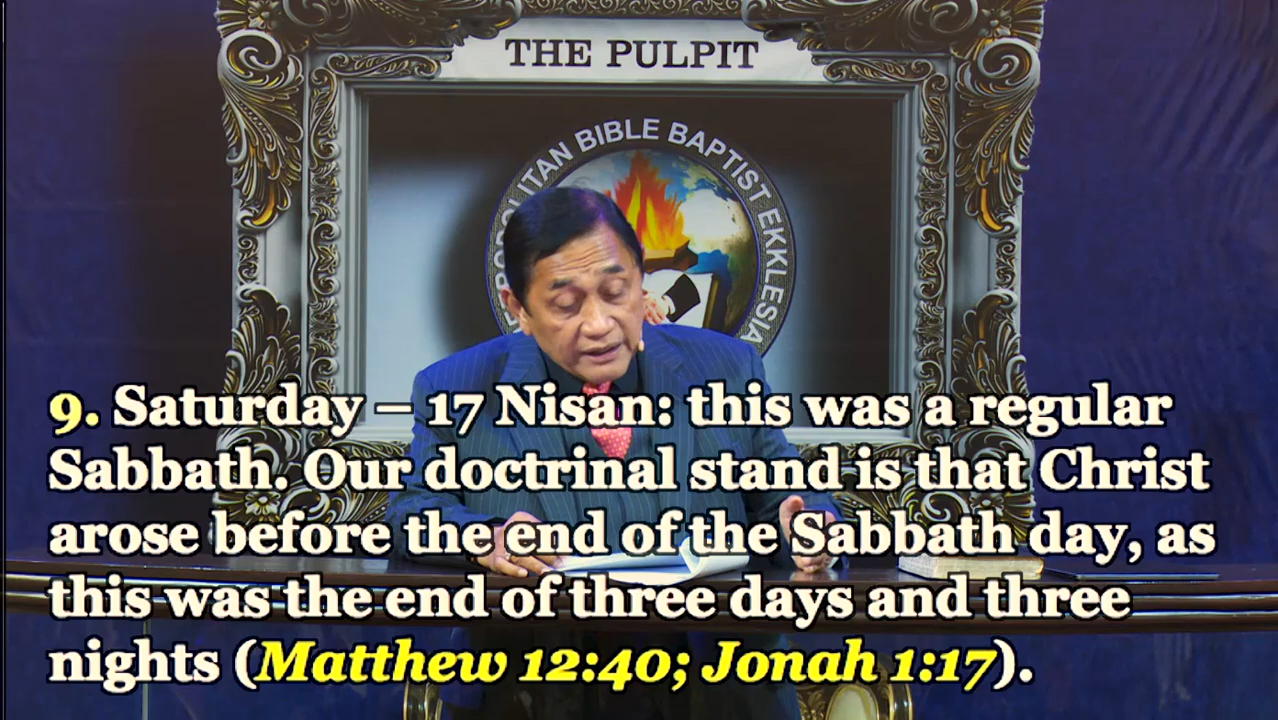 THE PULPIT
BIBLE BAPTIST EKKLESIA
9. Saturday – 17 Nisan: this was a regular
Sabbath. Our doctrinal stand is that Christ
arose before the end of the Sabbath day, as
this was the end of three days and three
nights (Matthew 12:40; Jonah 1:17).